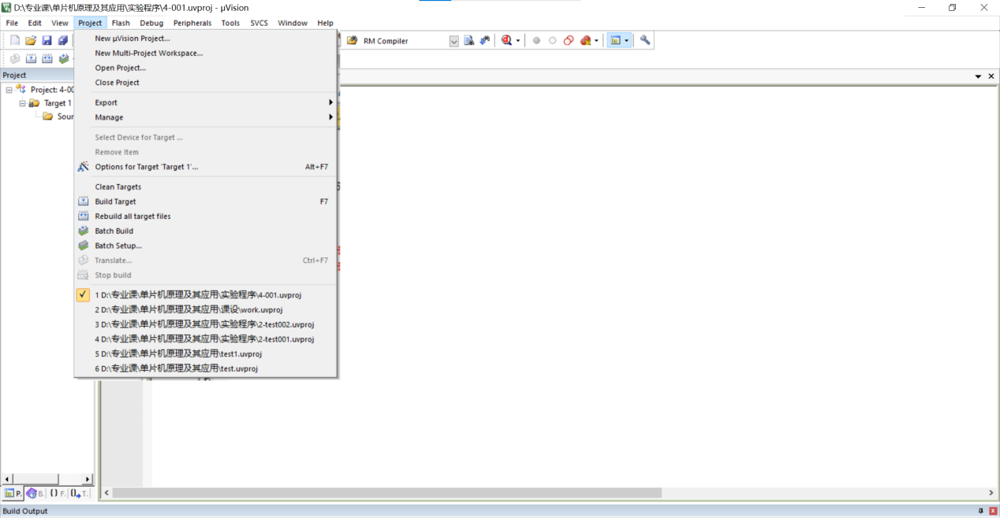 D:\专业课\单片机原理及其应用\实验程序\4-001.uvproj - µVision
File Edit View Project Flash Debug Peripherals Tools SVCS Window Help
RM Compiler
Project
Project: 4-00
Target 1
Sour
New µVision Project...
New Multi-Project Workspace...
Open Project...
Close Project
Export
Manage
Select Device for Target ...
Remove Item
Options for Target 'Target 1'... Alt+F7
Clean Targets
Build Target F7
Rebuild all target files
Batch Build
Batch Setup...
Translate... Ctrl+F7
Stop build
1 D:\专业课\单片机原理及其应用\实验程序\4-001.uvproj
2 D:\专业课\单片机原理及其应用\课设\work.uvproj
3 D:\专业课\单片机原理及其应用\实验程序\2-test002.uvproj
4 D:\专业课\单片机原理及其应用\实验程序\2-test001.uvproj
5 D:\专业课\单片机原理及其应用\test1.uvproj
6 D:\专业课\单片机原理及其应用\test.uvproj
P. B. {} F. 0 T.
Build Output